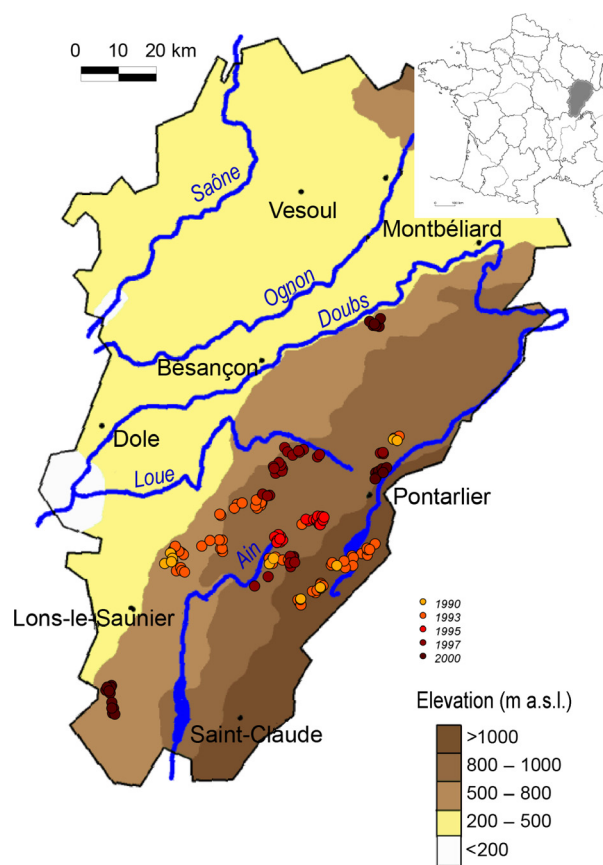 0 10 20 km
Saône
Vesoul
Montbéliard
Ognon
Doubs
Besançon
Dole
Loue
Pontarlier
Ain
Lons-le-Saunier
1990
1993
1995
1997
2000
Saint-Claude
Elevation (m a.s.l.)
>1000
800 – 1000
500 – 800
200 – 500
<200